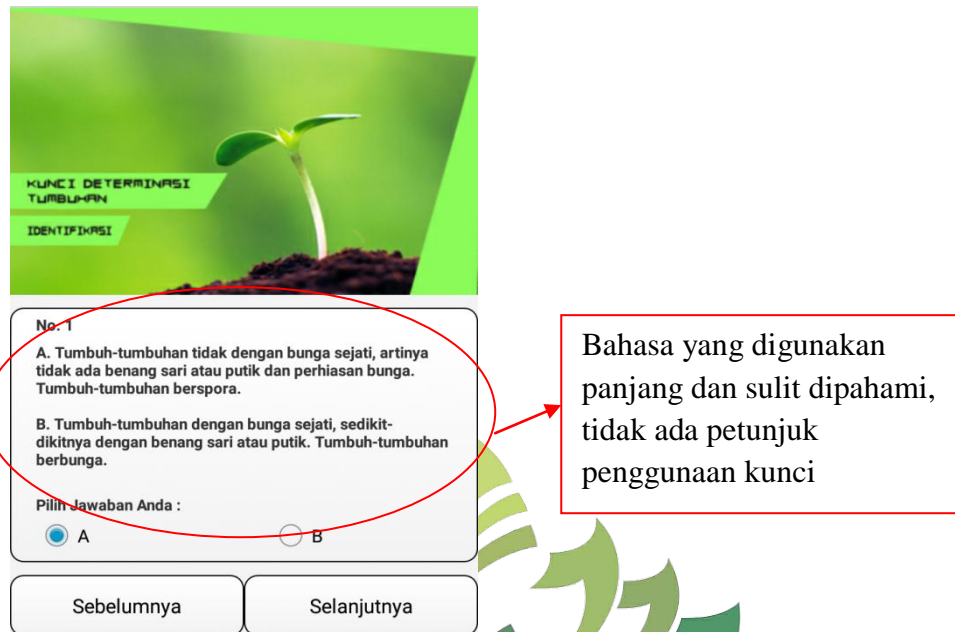 KUNCI DETERMINASI
TUMBUHAN
IDENTIFIKASI
No. 1
A. Tumbuh-tumbuhan tidak dengan bunga sejati, artinya
tidak ada benang sari atau putik dan perhiasan bunga.
Tumbuh-tumbuhan berspora.
B. Tumbuh-tumbuhan dengan bunga sejati, sedikit-
dikitnya dengan benang sari atau putik. Tumbuh-tumbuhan
berbunga.
Pilih Jawaban Anda :
A
B
Sebelumnya
Selanjutnya
Bahasa yang digunakan
panjang dan sulit dipahami,
tidak ada petunjuk
penggunaan kunci